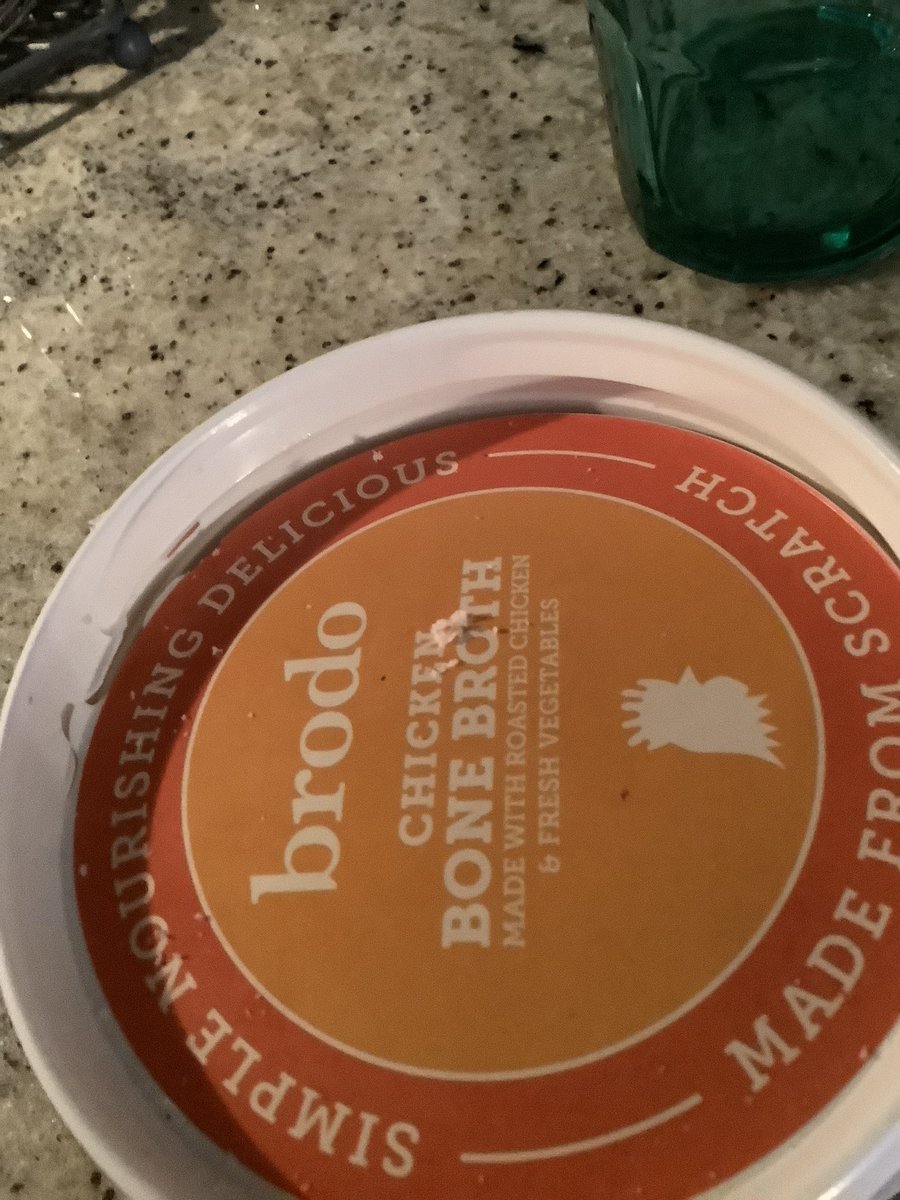 brodo
CHICKEN
BONE BROTH
MADE WITH ROASTED CHICKEN
& FRESH VEGETABLES
SIMPLE NOURISHING DELICIOUS
MADE FROM SCRATCH